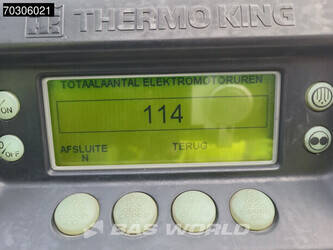 70306021
THERMO KING
TOTAALAANTAL ELEKTROMOTORUREN
114
/ON
AFSLUITE
N
TERUG
/OFF
BAS WORLD